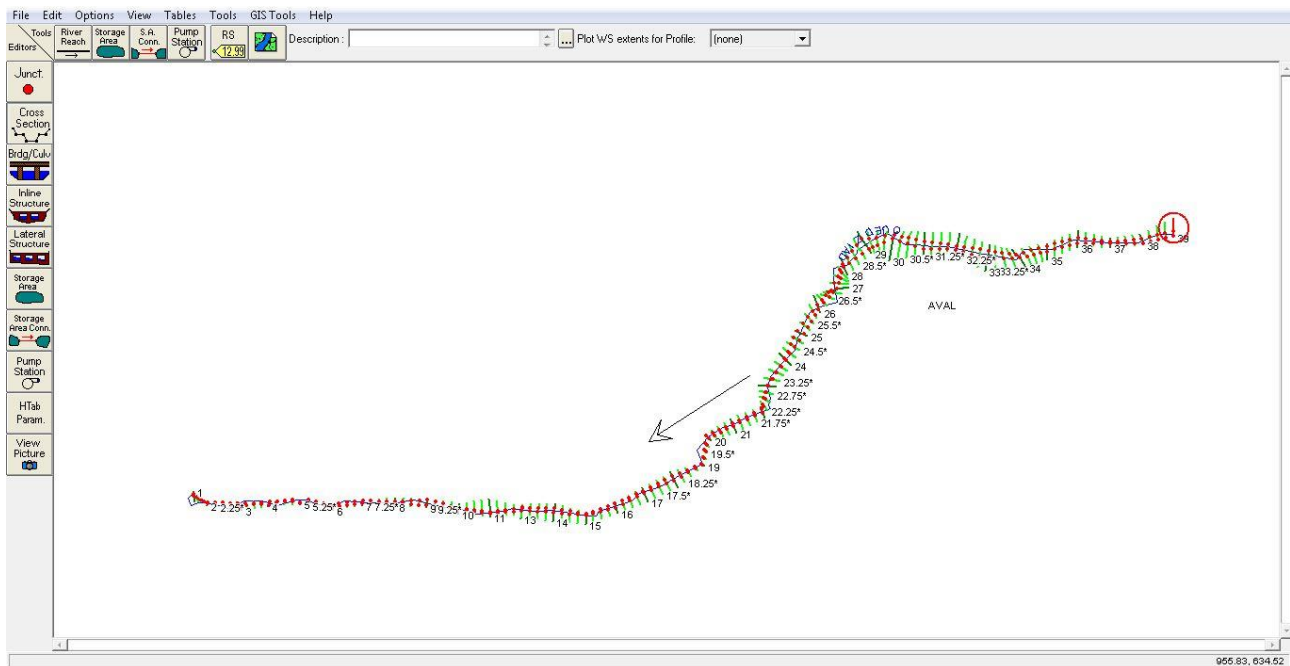 File Edit Options View Tables Tools GIS Tools Help
Tools
Editors
River Reach
Storage Area
S.A. Conn.
Pump Station
RS
12.99
Description :
...
Plot WS extents for Profile:
(none)
Junct.
Cross Section
Brdg/Culv
Inline Structure
Lateral Structure
Storage Area
Storage Area Conn.
Pump Station
HTab Param.
View Picture
39
38
37
36
35
34
33.25*
33
32.25*
31.25*
30.5*
30
29
28.5*
28
27
26.5*
26
25.5*
25
24.5*
24
23.25*
22.75*
22.25*
21.75*
21
20
19.5*
19
18.25*
17.5*
17
16
15
14
13
11
10
9.25*
9
8
7.25*
7
6
5.25*
5
4
3
2.25*
2
1
AVAL
955.83, 634.52